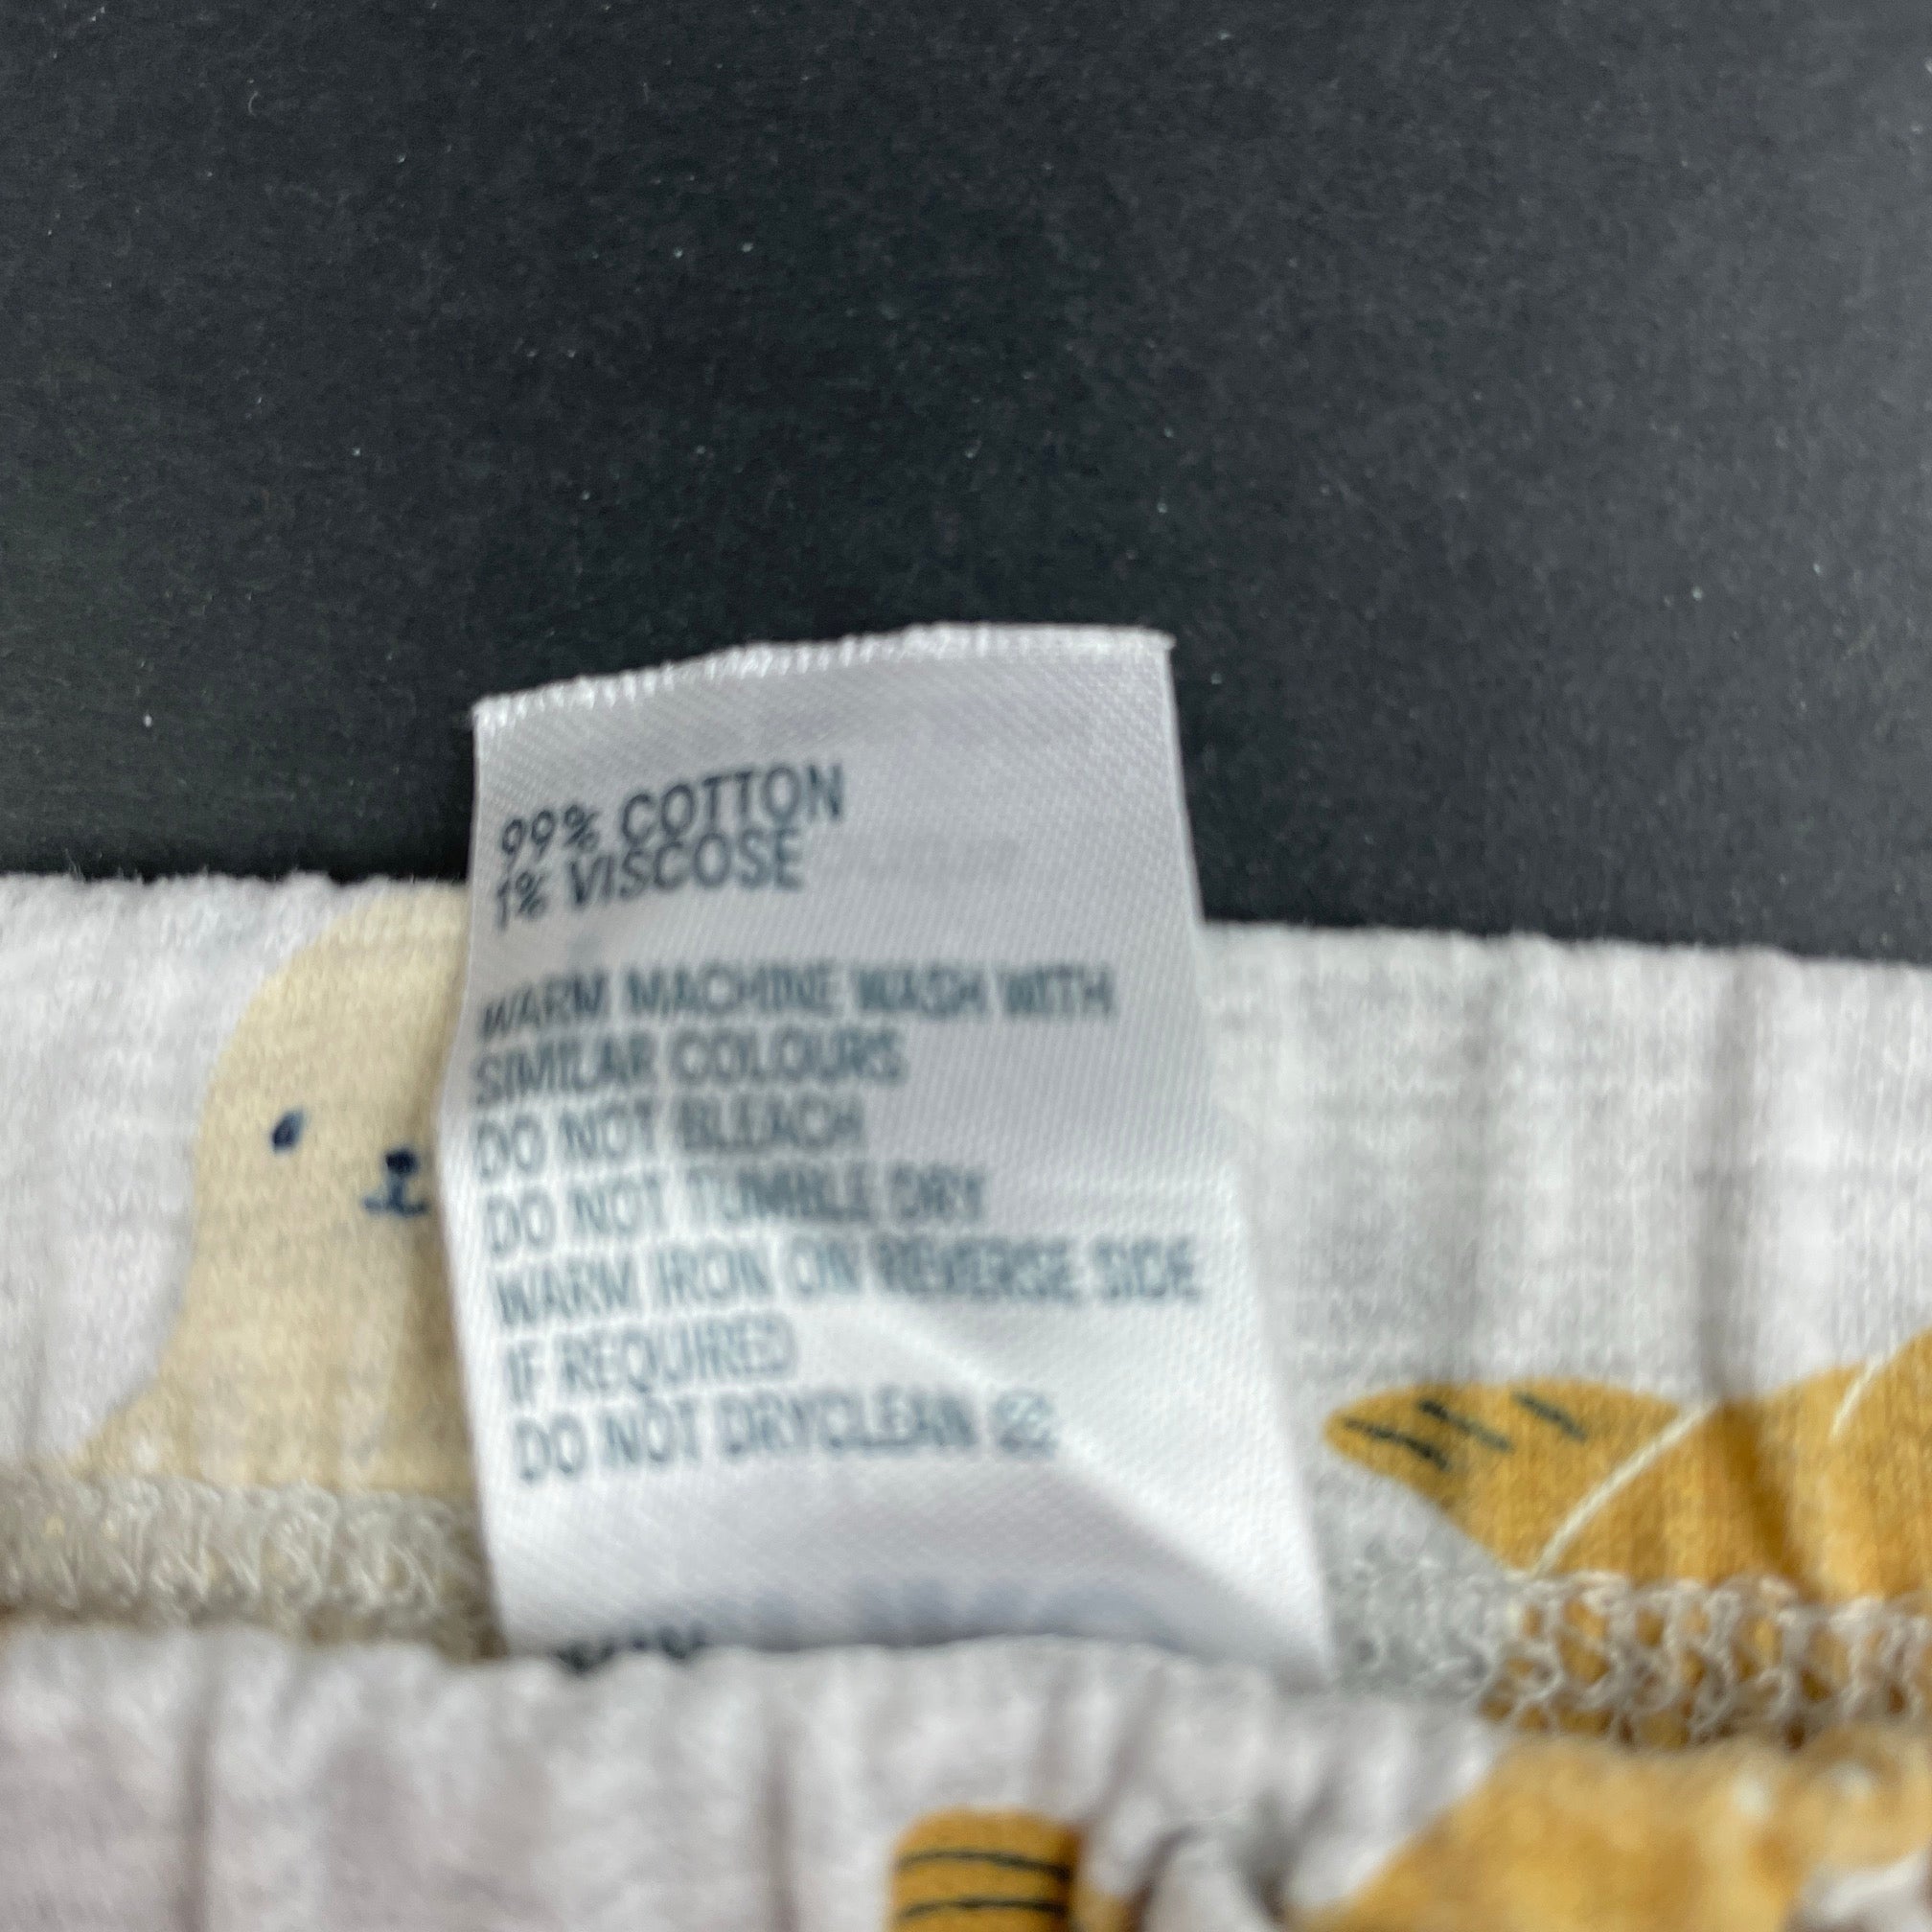 99% COTTON
1% VISCOSE
WARM MACHINE WASH WITH
SIMILAR COLOURS
DO NOT BLEACH
DO NOT TUMBLE DRY
WARM IRON ON REVERSE SIDE
IF REQUIRED
DO NOT DRYCLEAN